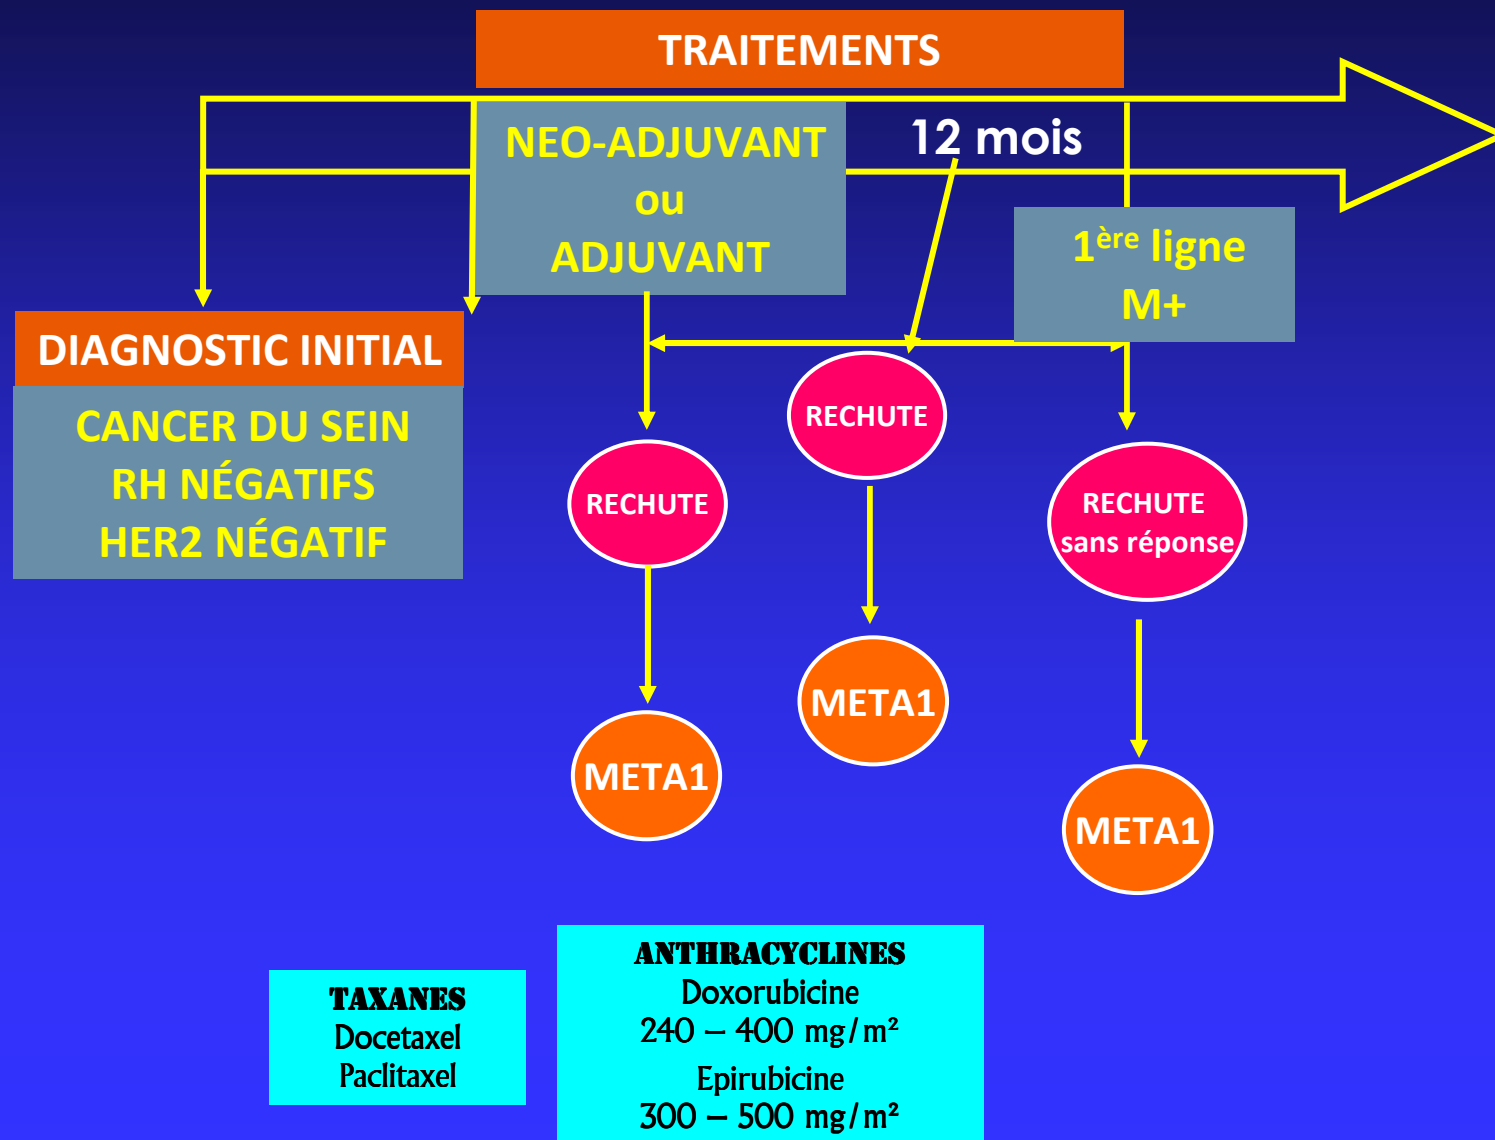 TRAITEMENTS
NEO-ADJUVANT
ou
ADJUVANT
12 mois
1ère ligne
M+
DIAGNOSTIC INITIAL
CANCER DU SEIN
RH NÉGATIFS
HER2 NÉGATIF
RECHUTE
RECHUTE
RECHUTE
sans réponse
META1
META1
META1
TAXANES
Docetaxel
Paclitaxel
ANTHRACYCLINES
Doxorubicine
240 – 400 mg/m²
Epirubicine
300 – 500 mg/m²